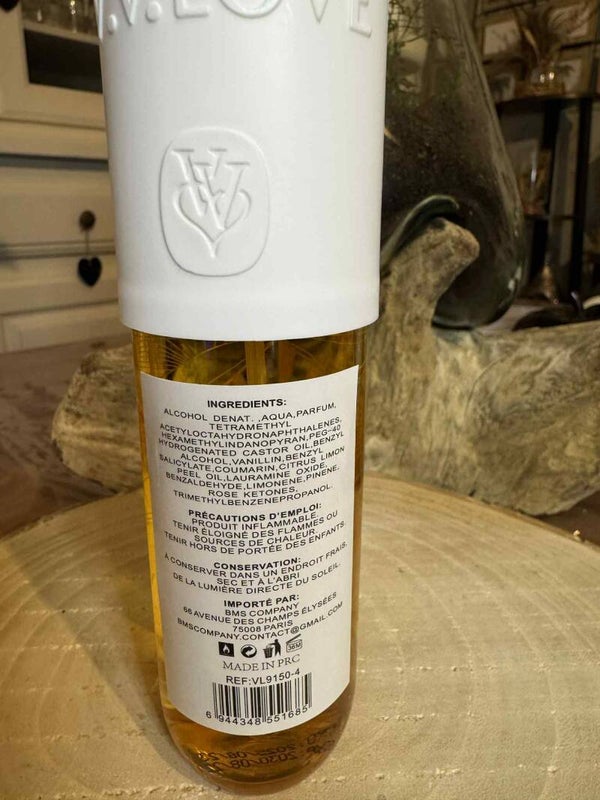 V.V.LOVE
INGREDIENTS:
ALCOHOL DENAT. ,AQUA,PARFUM,
TETRAMETHYL
ACETYLOCTAHYDRONAPHTHALENES,
HEXAMETHYLINDANOPYRAN,PEG-40
HYDROGENATED CASTOR OIL,BENZYL
ALCOHOL,VANILLIN,BENZYL
SALICYLATE,COUMARIN,CITRUS LIMON
PEEL OIL,LAURAMINE OXIDE,
BENZALDEHYDE,LIMONENE,PINENE,
ROSE KETONES,
TRIMETHYLBENZENEPROPANOL.
PRÉCAUTIONS D'EMPLOI:
PRODUIT INFLAMMABLE.
TENIR ÉLOIGNÉ DES FLAMMES OU
SOURCES DE CHALEUR.
TENIR HORS DE PORTÉE DES ENFANTS.
CONSERVATION:
À CONSERVER DANS UN ENDROIT FRAIS,
SEC ET À L'ABRI
DE LA LUMIÈRE DIRECTE DU SOLEIL.
IMPORTÉ PAR:
BMS COMPANY
66 AVENUE DES CHAMPS ÉLYSÉES
75008 PARIS
BMSCOMPANY.CONTACT@GMAIL.COM
36M
MADE IN PRC
REF:VL9150-4
6 944348 551685